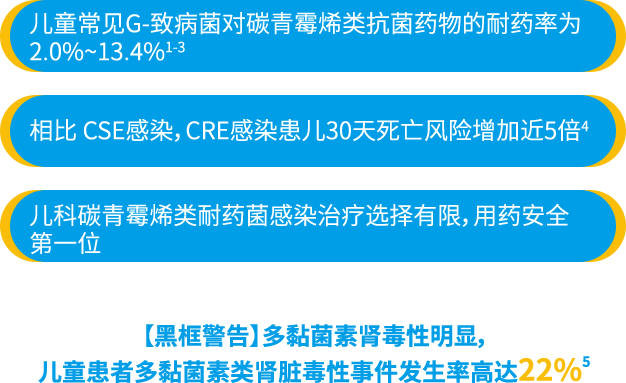 儿童常见G-致病菌对碳青霉烯类抗菌药物的耐药率为
2.0%~13.4%1-3
相比 CSE感染，CRE感染患儿30天死亡风险增加近5倍4
儿科碳青霉烯类耐药菌感染治疗选择有限，用药安全
第一位
【黑框警告】多黏菌素肾毒性明显，
儿童患者多黏菌素类肾脏毒性事件发生率高达22%5